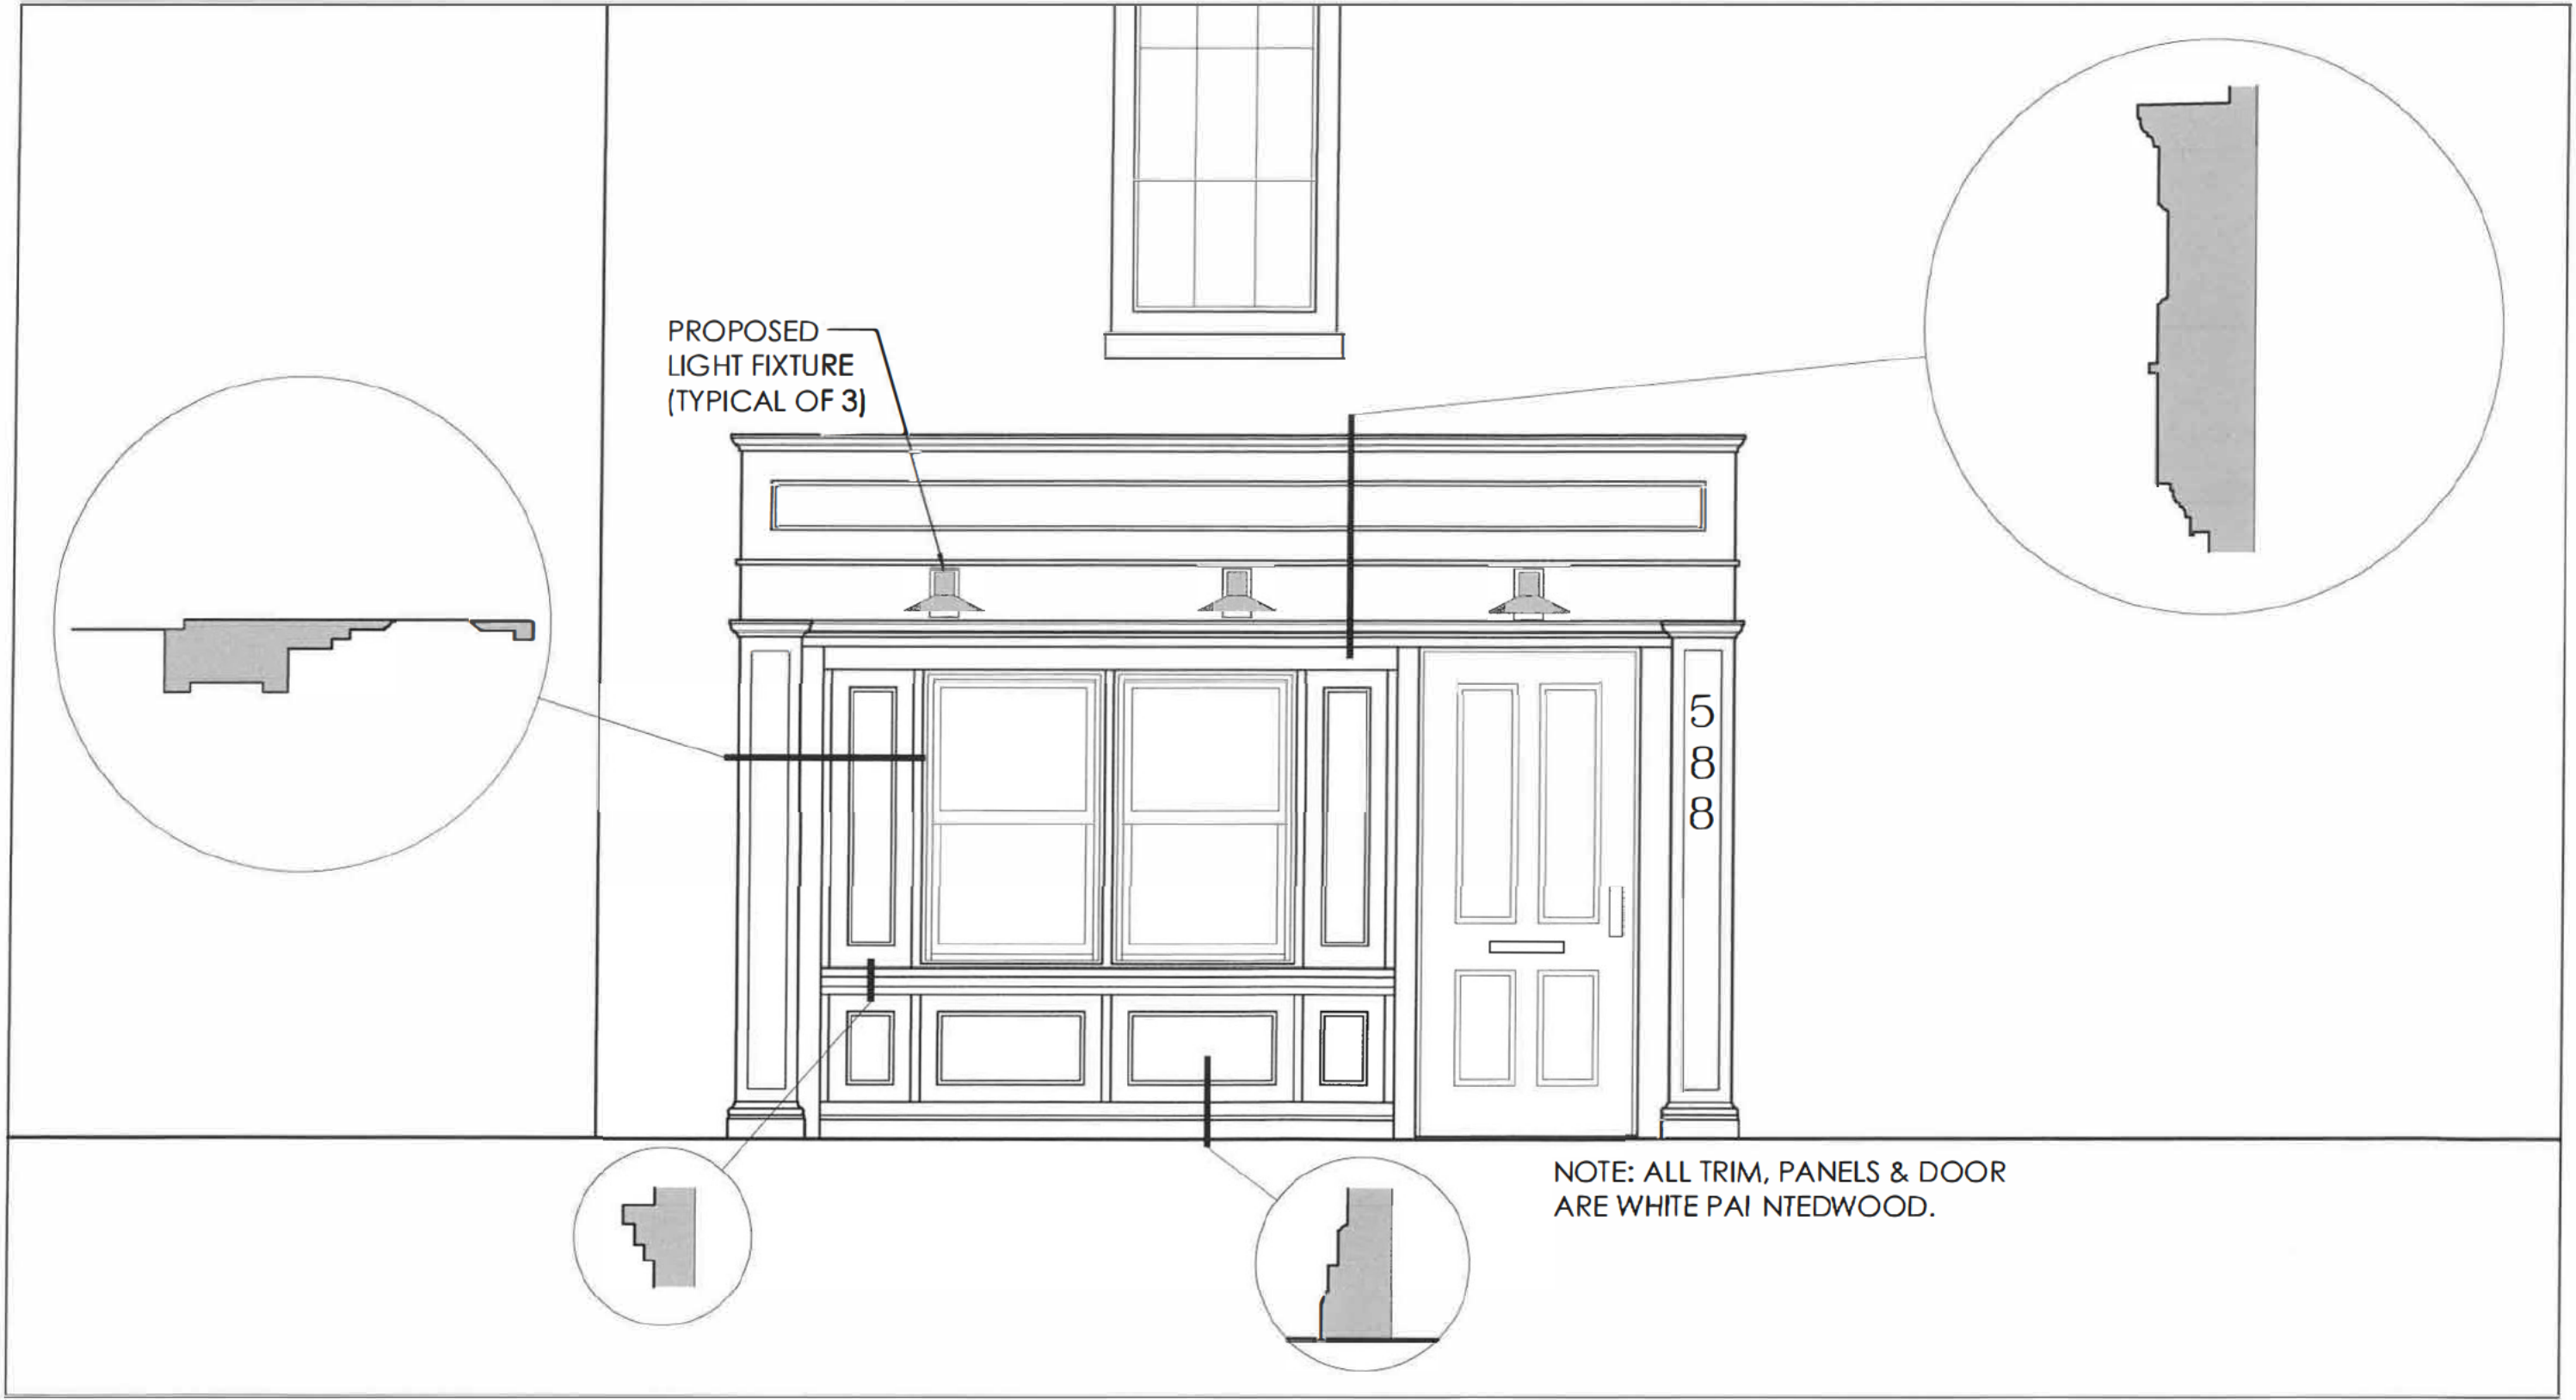 PROPOSED
LIGHT FIXTURE
(TYPICAL OF 3)
5
8
8
NOTE: ALL TRIM, PANELS & DOOR
ARE WHITE PAI NTEDWOOD.